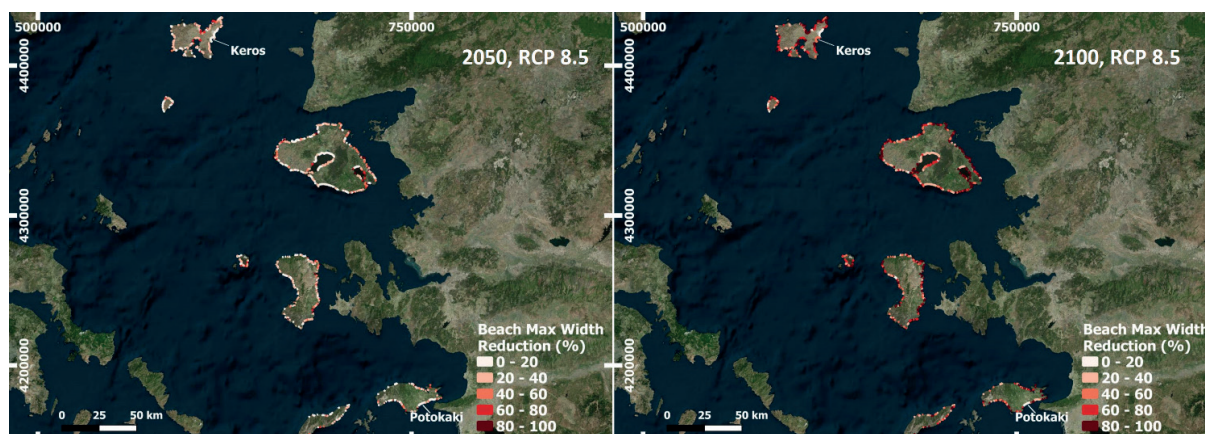 500000
750000
4400000
4300000
4200000
Keros
2050, RCP 8.5
Potokaki
Beach Max Width
Reduction (%)
0 - 20
20 - 40
40 - 60
60 - 80
80 - 100
0 25 50 km
500000
750000
4400000
4300000
4200000
Keros
2100, RCP 8.5
Potokaki
Beach Max Width
Reduction (%)
0 - 20
20 - 40
40 - 60
60 - 80
80 - 100
0 25 50 km